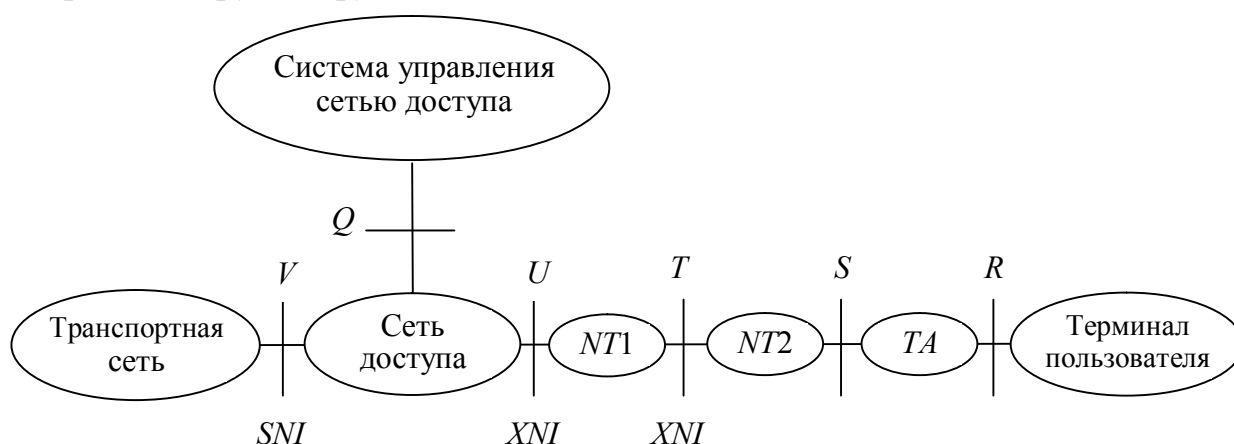 Система управления
сетью доступа
Q
V
U
T
S
R
Транспортная
сеть
Сеть
доступа
NT1
NT2
TA
Терминал
пользователя
SNI
XNI
XNI